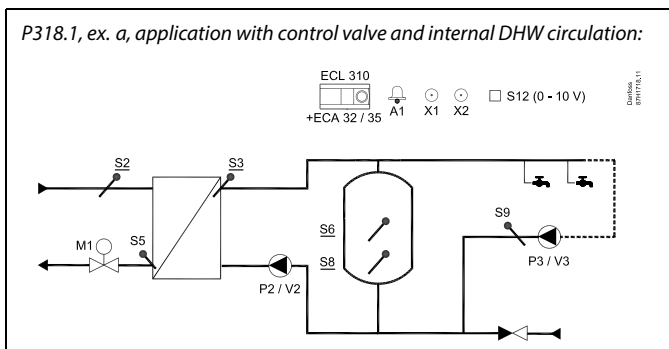 P318.1, ex. a, application with control valve and internal DHW circulation:
ECL 310
+ECA 32 / 35
A1
X1
X2
S12 (0 - 10 V)
Danfoss
87H1718.11
S2
S3
M1
S5
S6
S8
S9
P2 / V2
P3 / V3